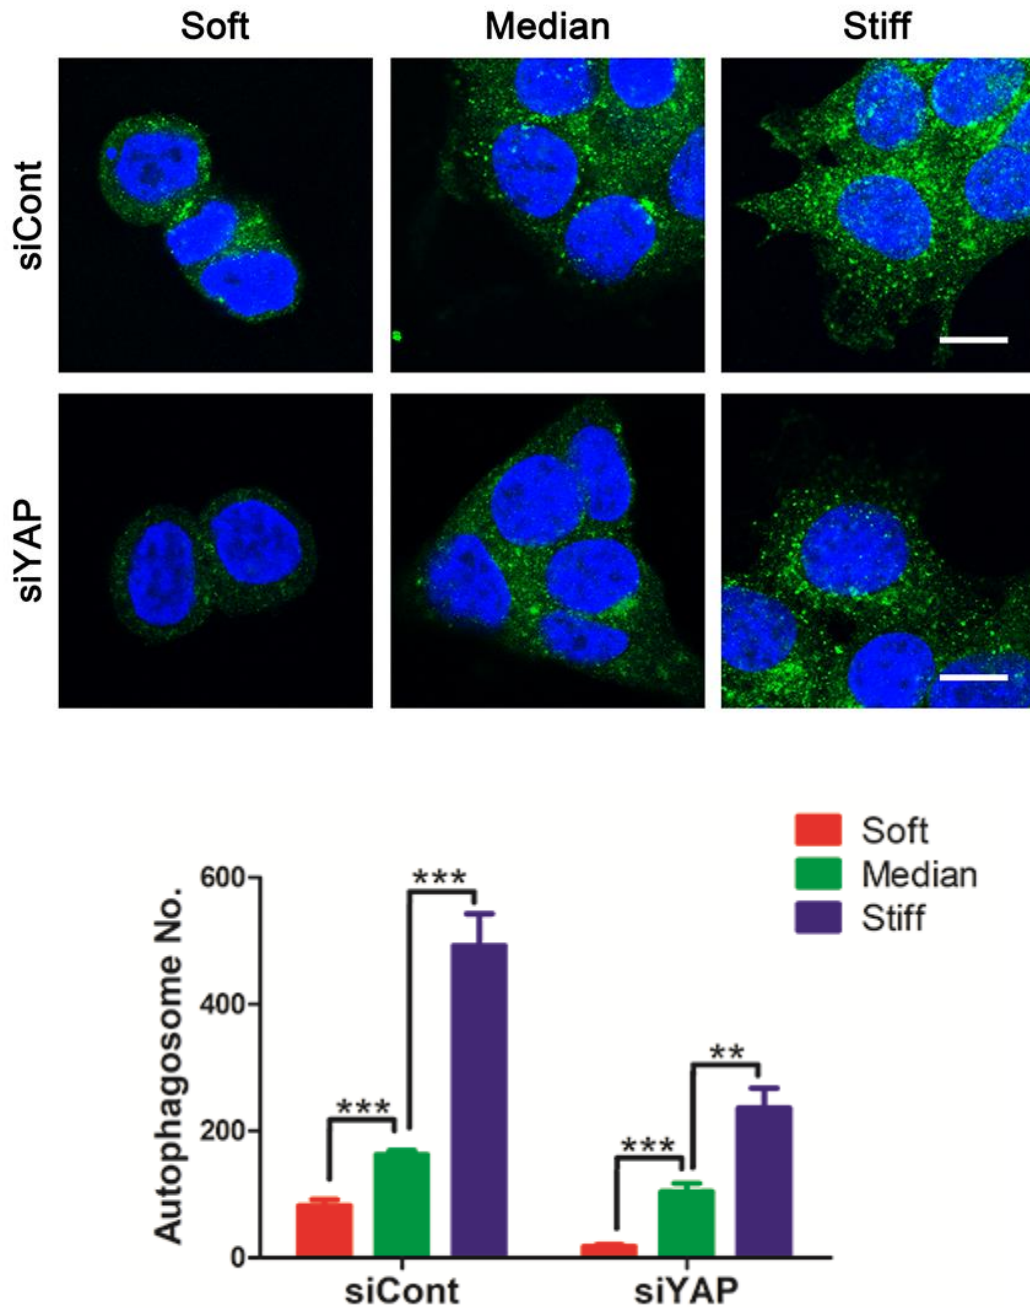 Soft Median Stiff
siCont
siYAP
Soft
Median
Stiff
Autophagosome No.
600
400
200
0
***
***
***
**
siCont siYAP